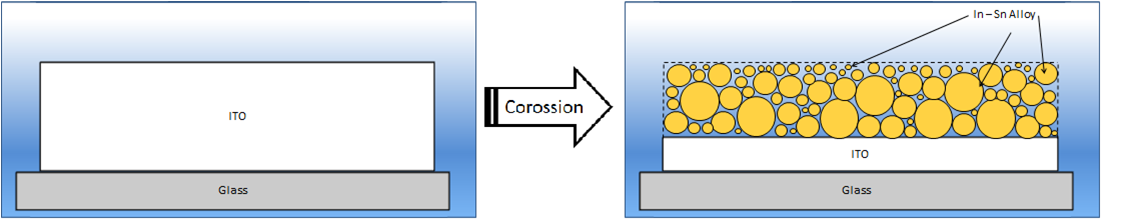 ITO
Glass
Corossion
In – Sn Alloy
ITO
Glass